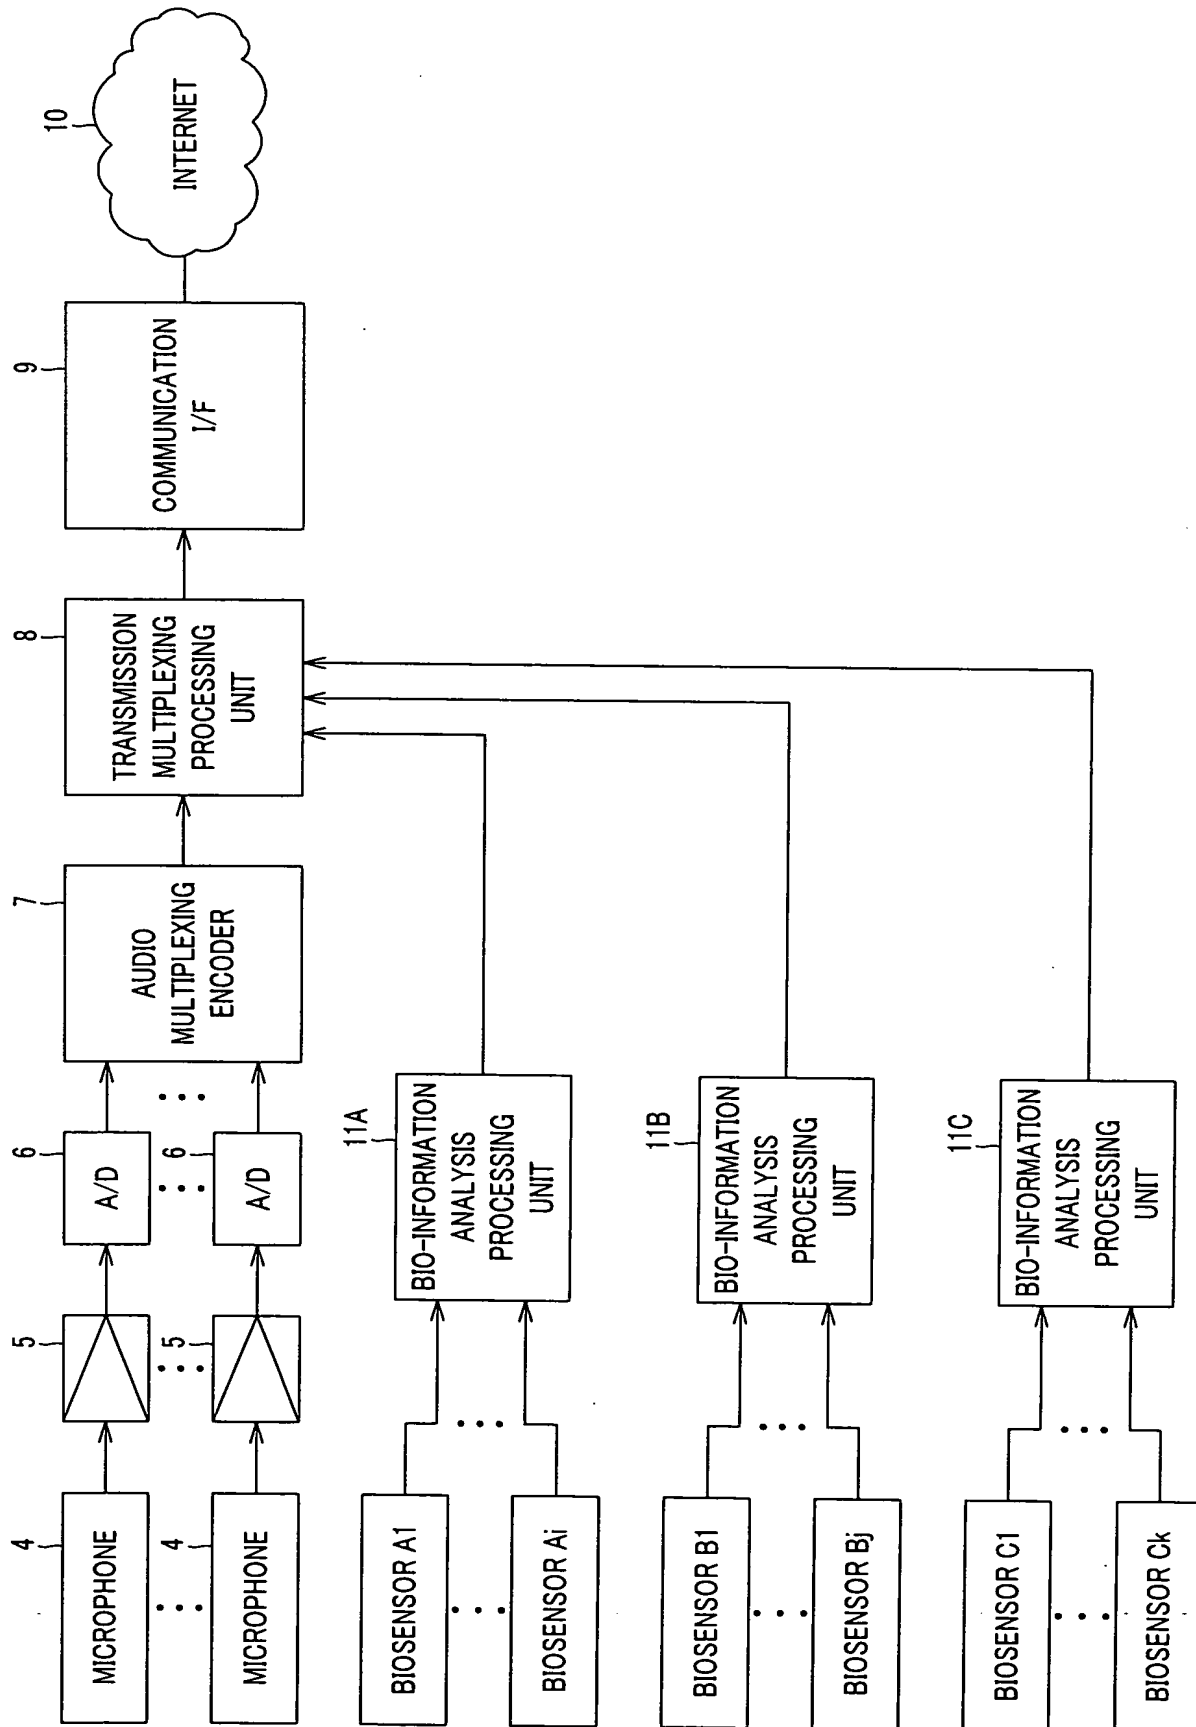 4
MICROPHONE
4
MICROPHONE
5
5
6
A/D
6
A/D
7
AUDIO
MULTIPLEXING
ENCODER
8
TRANSMISSION
MULTIPLEXING
PROCESSING
UNIT
9
COMMUNICATION
I/F
10
INTERNET
BIOSENSOR A1
BIOSENSOR Ai
11A
BIO-INFORMATION
ANALYSIS
PROCESSING
UNIT
BIOSENSOR B1
BIOSENSOR Bj
11B
BIO-INFORMATION
ANALYSIS
PROCESSING
UNIT
BIOSENSOR C1
BIOSENSOR Ck
11C
BIO-INFORMATION
ANALYSIS
PROCESSING
UNIT